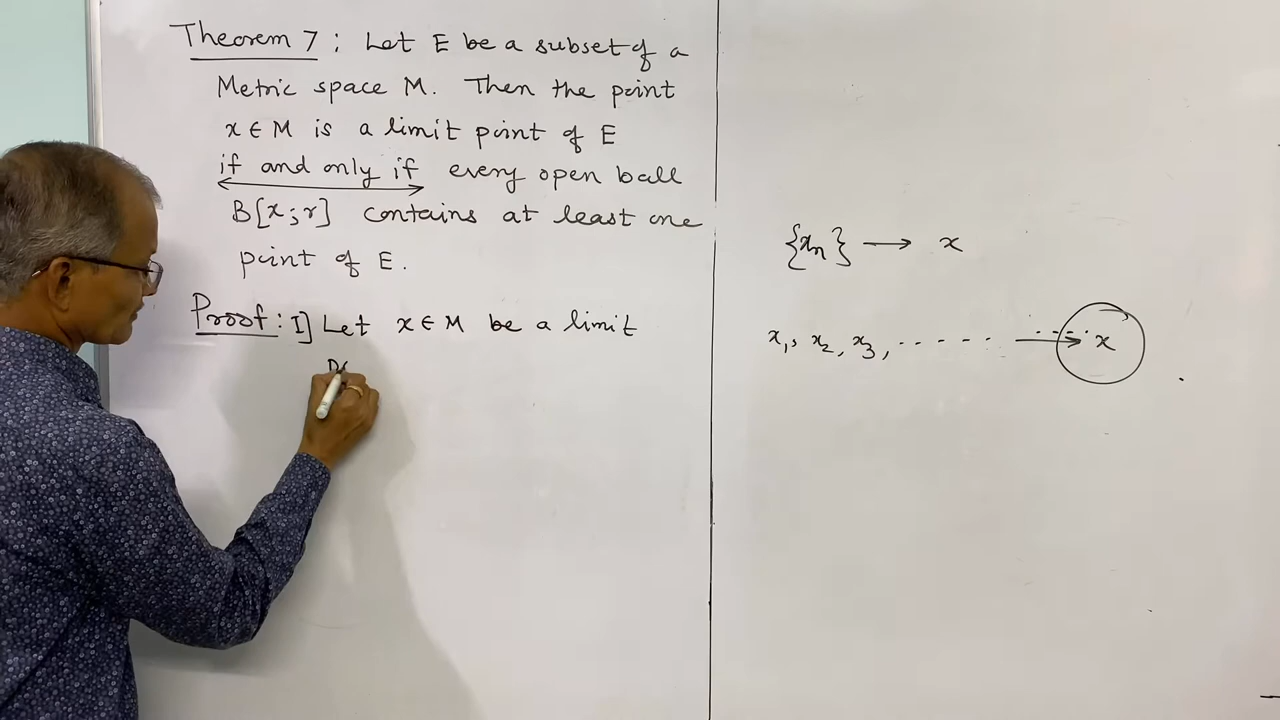 Theorem 7 : Let E be a subset of a
Metric space M. Then the point
x ∈ M is a limit point of E
if and only if every open ball
B[x ; r] contains at least one
point of E.
Proof : I] Let x ∈ M be a limit
{xₙ} → x
x₁, x₂, x₃, - - - - - → x